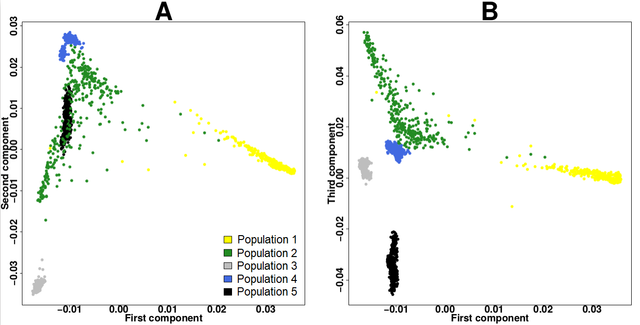 A
B
0.03
0.02
0.01
0.00
−0.01
−0.02
−0.03
Second component
−0.01
0.00
0.01
0.02
0.03
First component
Population 1
Population 2
Population 3
Population 4
Population 5
0.06
0.04
0.02
0.00
−0.02
−0.04
Third component
−0.01
0.00
0.01
0.02
0.03
First component